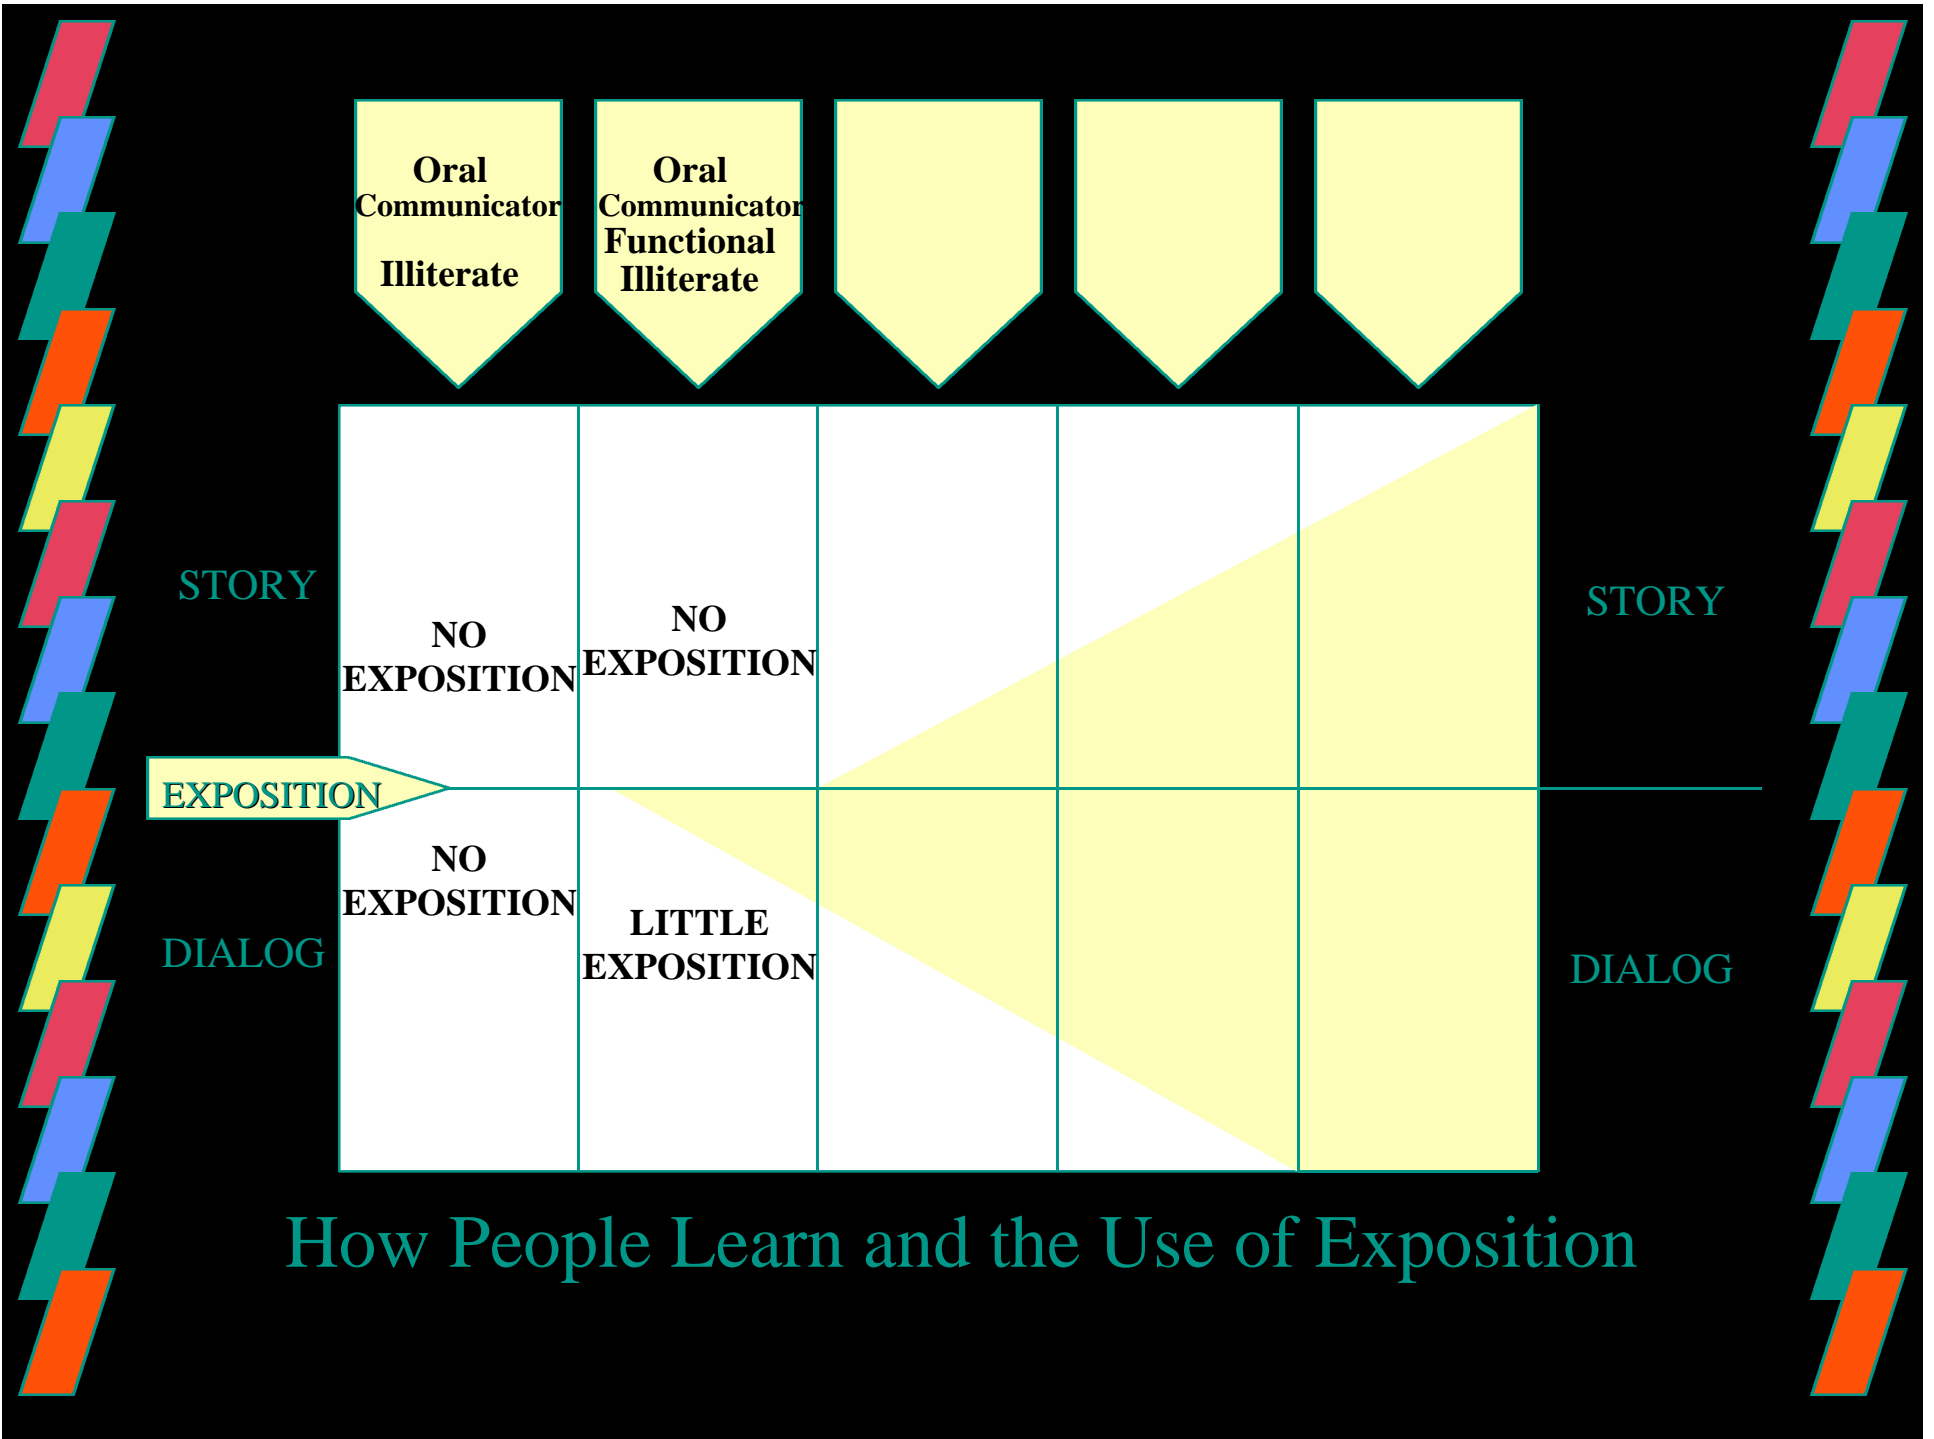 Oral
Communicator
Illiterate
Oral
Communicator
Functional
Illiterate
STORY
NO
EXPOSITION
NO
EXPOSITION
STORY
EXPOSITION
NO
EXPOSITION
LITTLE
EXPOSITION
DIALOG
DIALOG
How People Learn and the Use of Exposition